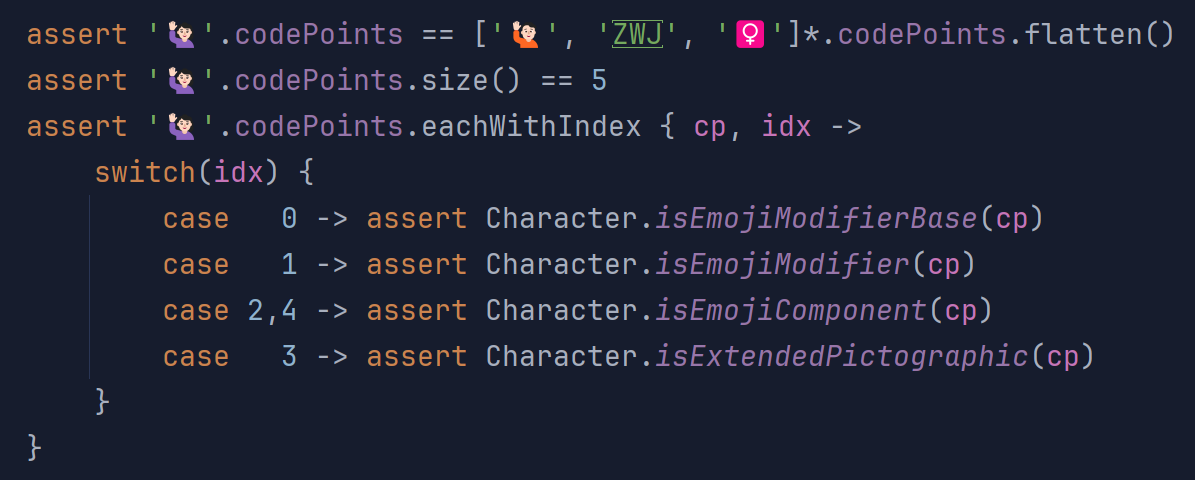 assert '🙋🏻‍♀️'.codePoints == ['🙋🏻', 'ZWJ', '♀️']*.codePoints.flatten()
assert '🙋🏻‍♀️'.codePoints.size() == 5
assert '🙋🏻‍♀️'.codePoints.eachWithIndex { cp, idx ->
    switch(idx) {
        case   0 -> assert Character.isEmojiModifierBase(cp)
        case   1 -> assert Character.isEmojiModifier(cp)
        case 2,4 -> assert Character.isEmojiComponent(cp)
        case   3 -> assert Character.isExtendedPictographic(cp)
    }
}